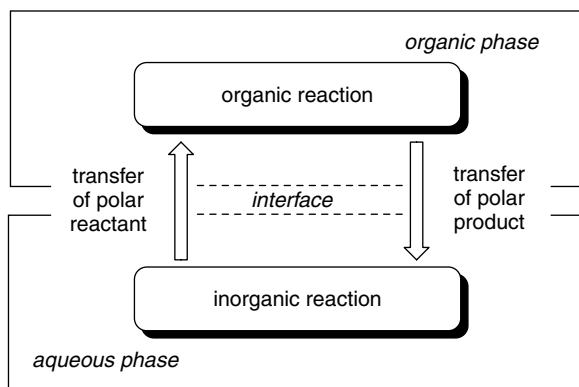 organic phase
organic reaction
transfer
of polar
reactant
interface
transfer
of polar
product
inorganic reaction
aqueous phase